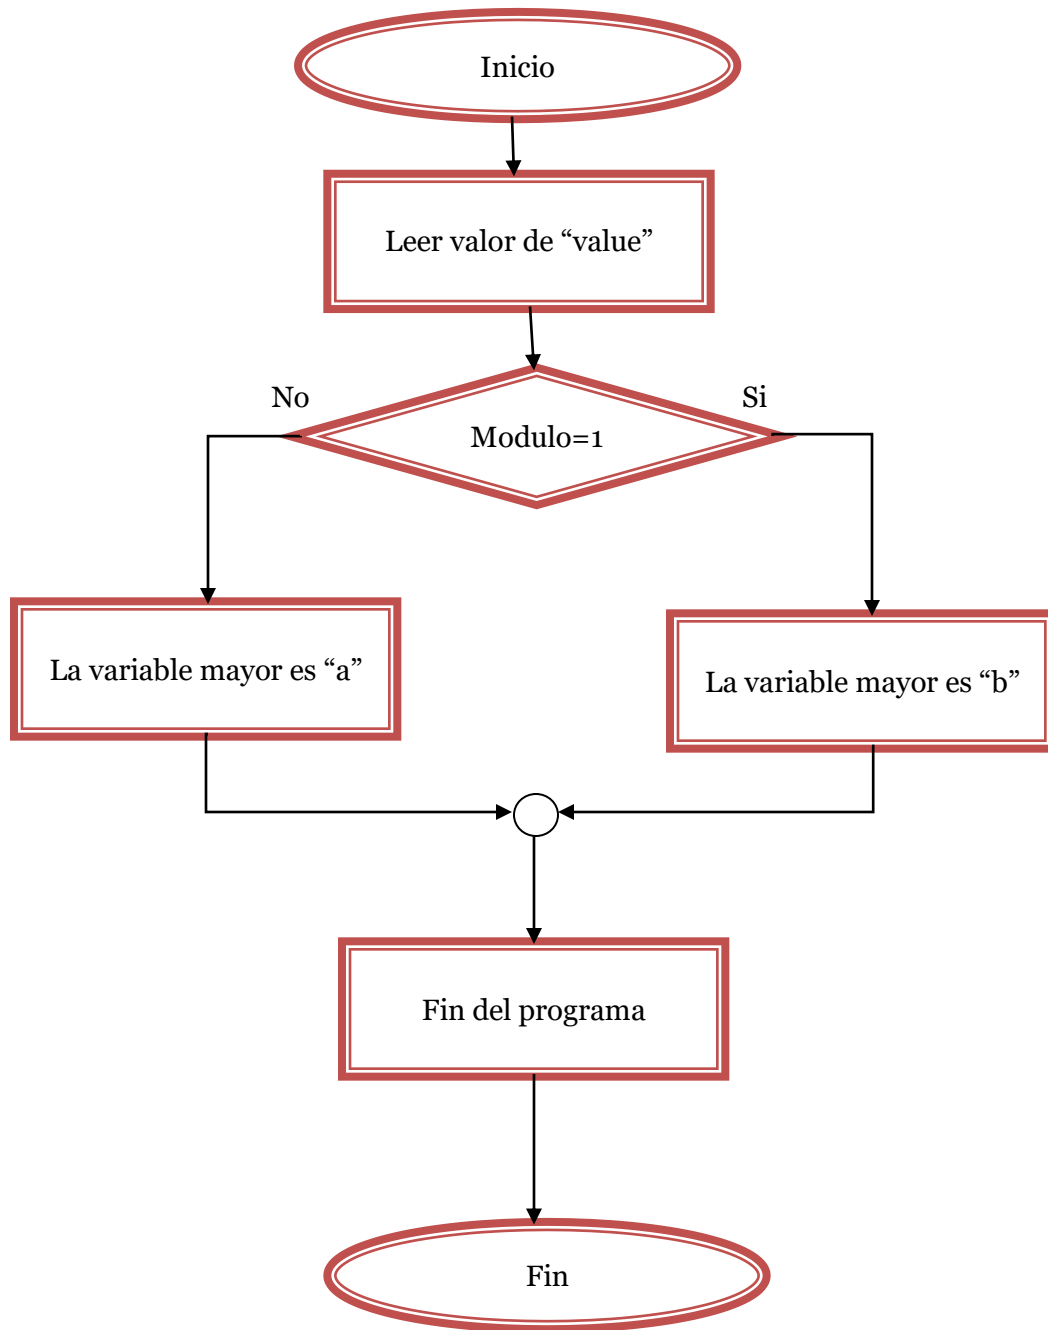 Inicio
Leer valor de “value”
No
Si
Modulo=1
La variable mayor es “a”
La variable mayor es “b”
Fin del programa
Fin